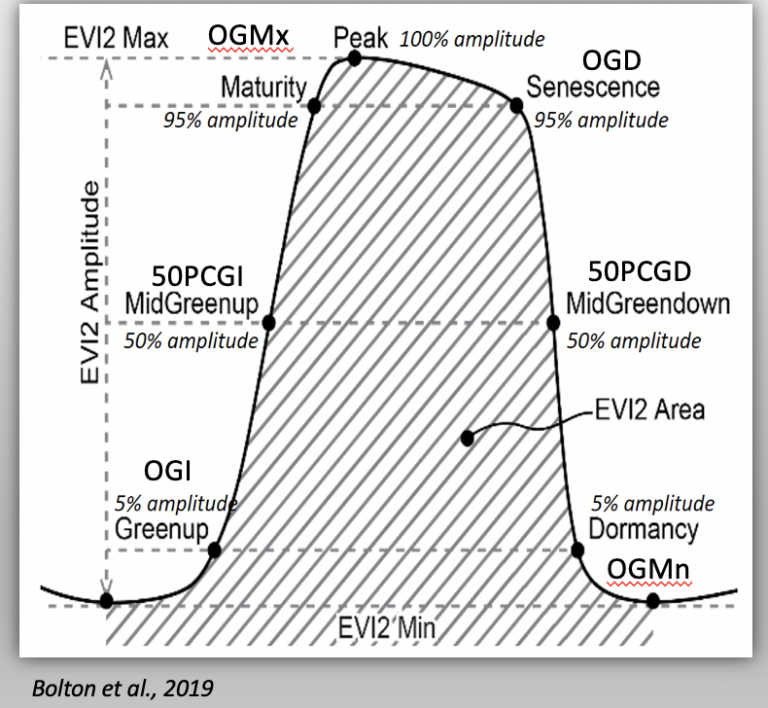 EVI2 Max
OGMx
Peak 100% amplitude
OGD
Maturity
Senescence
95% amplitude
95% amplitude
EVI2 Amplitude
50PCGI
50PCGD
MidGreenup
MidGreendown
50% amplitude
50% amplitude
EVI2 Area
OGI
5% amplitude
5% amplitude
Greenup
Dormancy
OGMn
EVI2 Min
Bolton et al., 2019